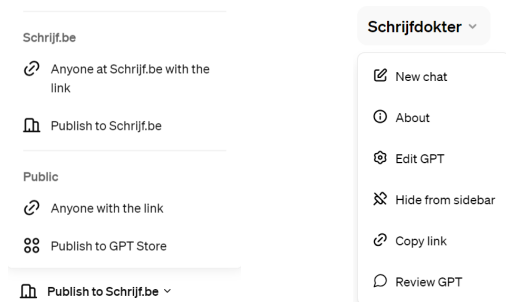 Schrijf.be
Anyone at Schrijf.be with the
link
Publish to Schrijf.be
Public
Anyone with the link
Publish to GPT Store
Publish to Schrijf.be
Schrijfdokter
New chat
About
Edit GPT
Hide from sidebar
Copy link
Review GPT